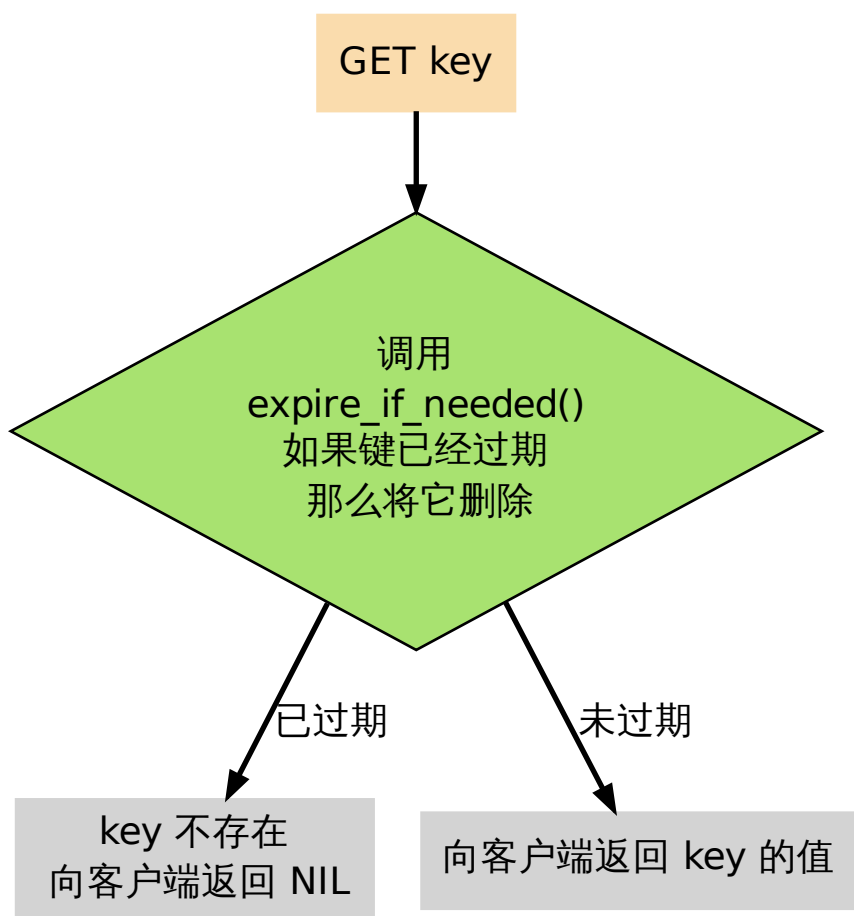 GET key
调用
expire_if_needed()
如果键已经过期
那么将它删除
已过期
未过期
key 不存在
向客户端返回 NIL
向客户端返回 key 的值